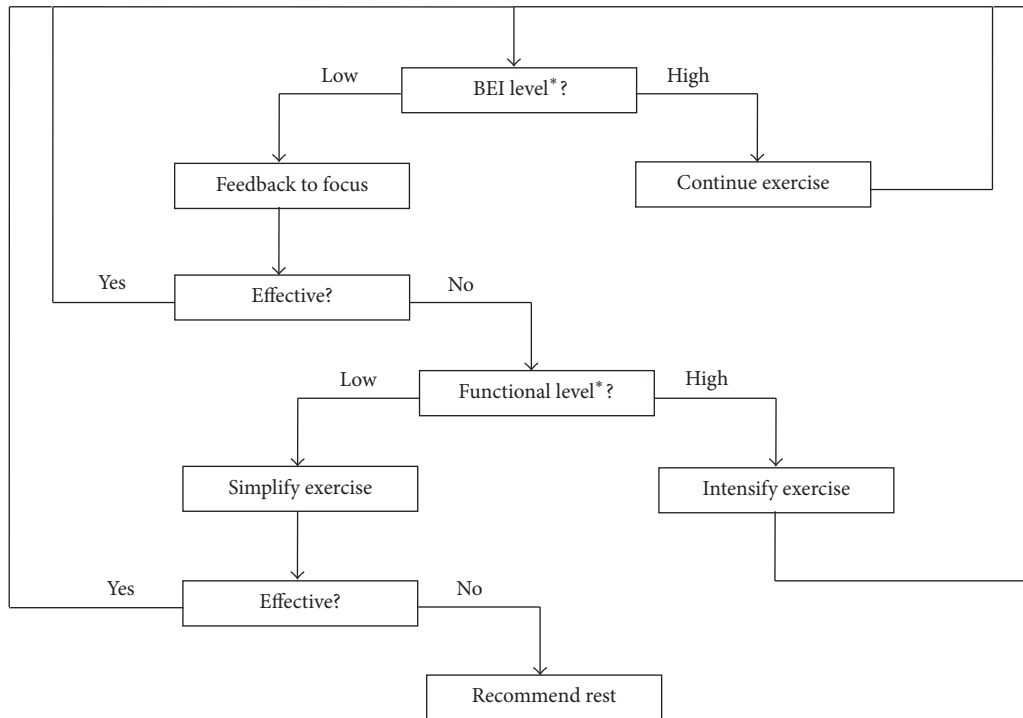 BEI level*?
Low
High
Feedback to focus
Continue exercise
Effective?
Yes
No
Functional level*?
Low
High
Simplify exercise
Intensify exercise
Effective?
Yes
No
Recommend rest